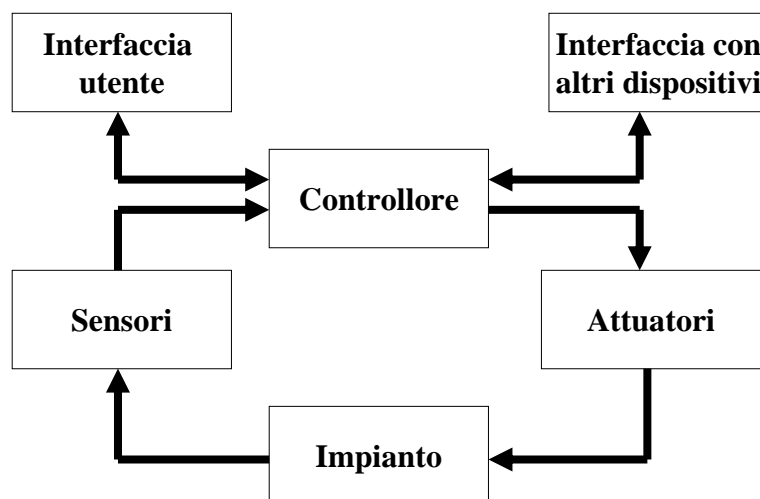 Interfaccia
utente
Interfaccia con
altri dispositivi
Controllore
Sensori
Attuatori
Impianto